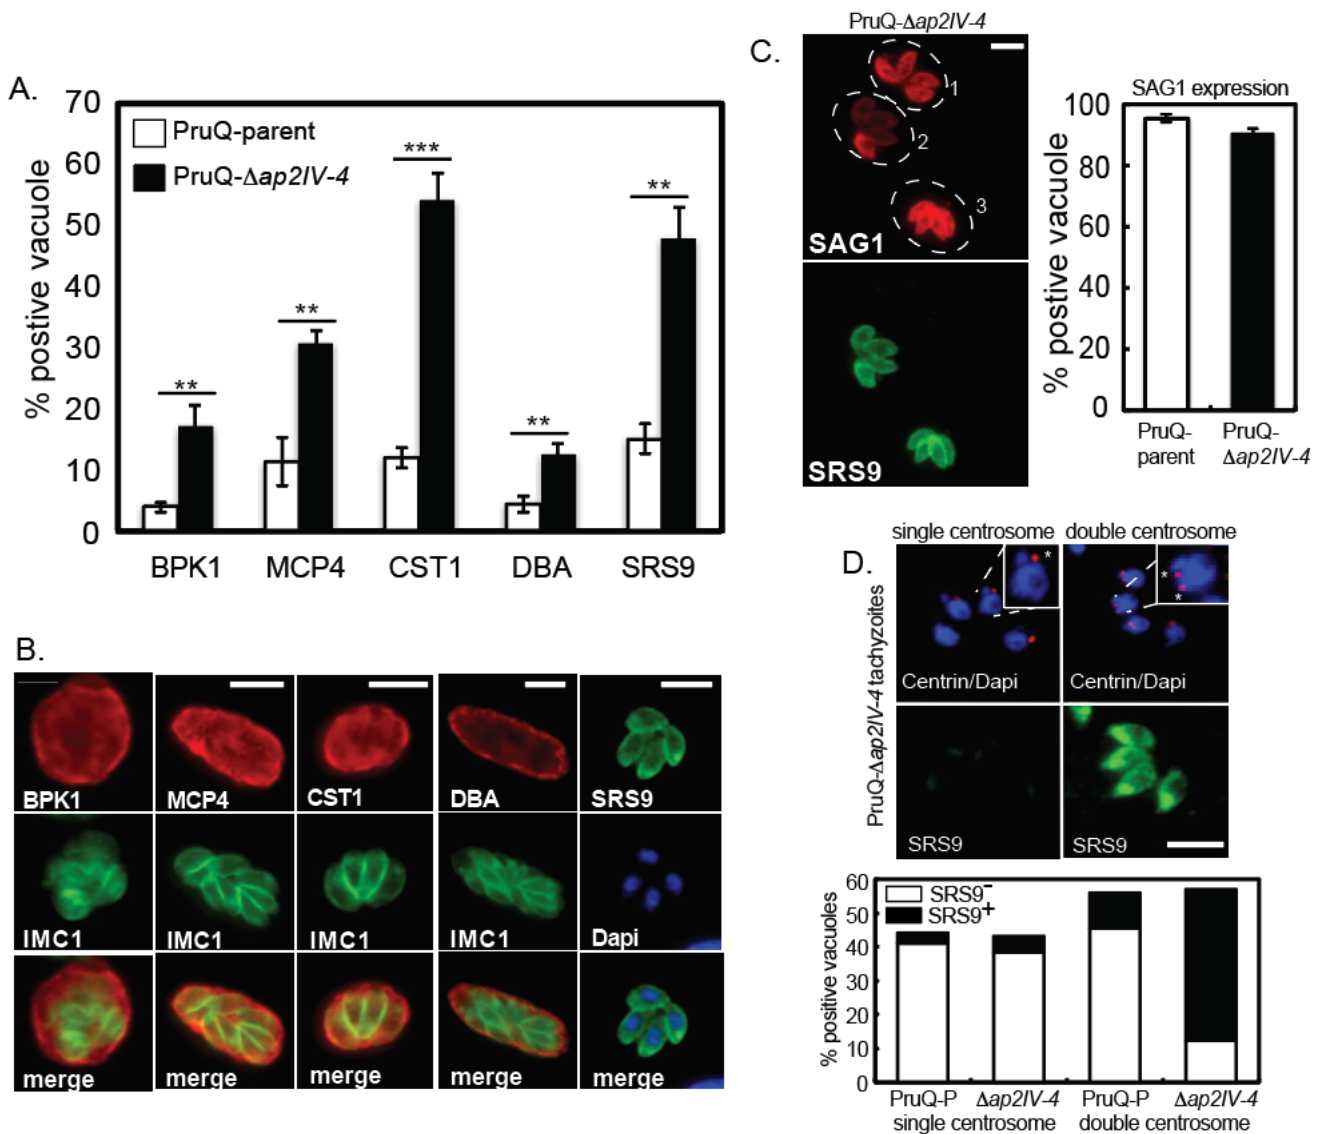 A.
% postive vacuole
70
60
50
40
30
20
10
0
PruQ-parent
PruQ-Δap2IV-4
**
**
***
**
**
BPK1 MCP4 CST1 DBA SRS9
B.
BPK1 MCP4 CST1 DBA SRS9
IMC1 IMC1 IMC1 IMC1 Dapi
merge merge merge merge merge
C.
PruQ-Δap2IV-4
1
2
3
SAG1
SRS9
SAG1 expression
% postive vacuole
100
80
60
40
20
0
PruQ- PruQ-
parent Δap2IV-4
D.
single centrosome double centrosome
PruQ-Δap2IV-4 tachyzoites
*
*
*
Centrin/Dapi Centrin/Dapi
SRS9 SRS9
% positive vacuoles
60
50
40
30
20
10
0
SRS9-
SRS9+
PruQ-P Δap2IV-4 PruQ-P Δap2IV-4
single centrosome double centrosome